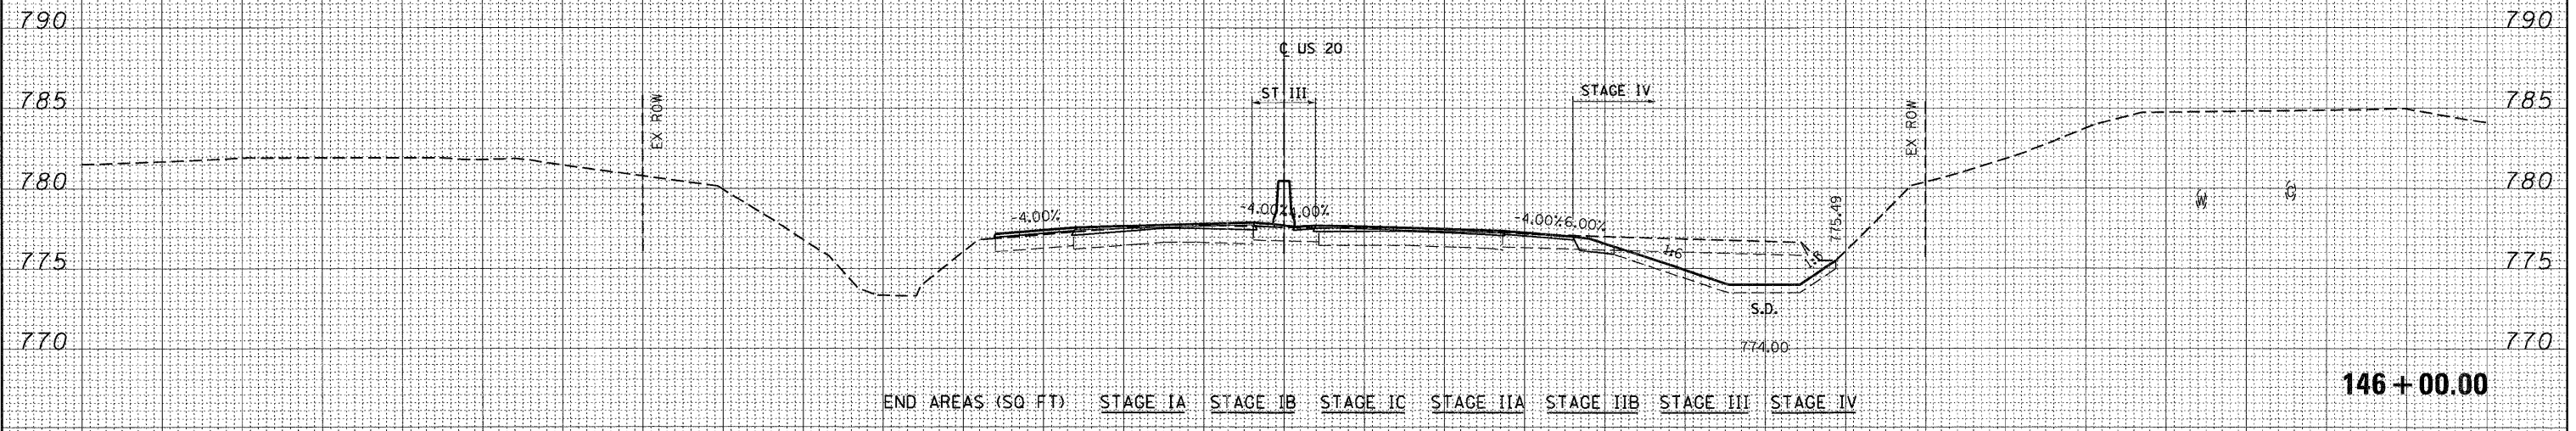 790 790
℄ US 20
785 EX ROW ST III STAGE IV EX ROW 785
780 W G 780
-4.00% -4.00% 4.00% -4.00% 6.00% 775.49
775 1:6 775
S.D.
770 774.00 770
146 + 00.00
END AREAS (SQ FT) STAGE IA STAGE IB STAGE IC STAGE IIA STAGE IIB STAGE III STAGE IV